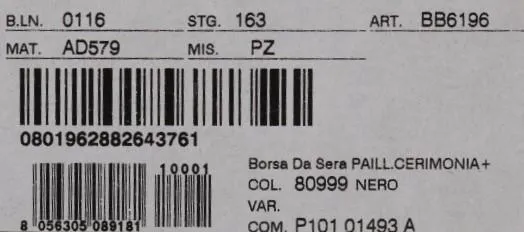 B.LN. 0116 STG. 163 ART. BB6196
MAT. AD579 MIS. PZ
0801962882643761
10001
Borsa Da Sera PAILL.CERIMONIA+
COL. 80999 NERO
VAR.
8 056305 089181
COM. P101 01493 A